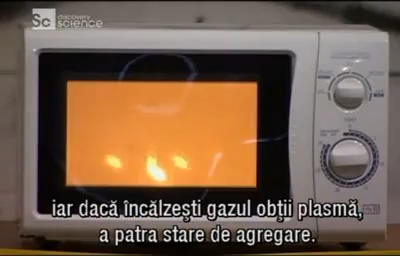 Sc discovery
science
iar dacă încălzești gazul obții plasmă,
a patra stare de agregare.